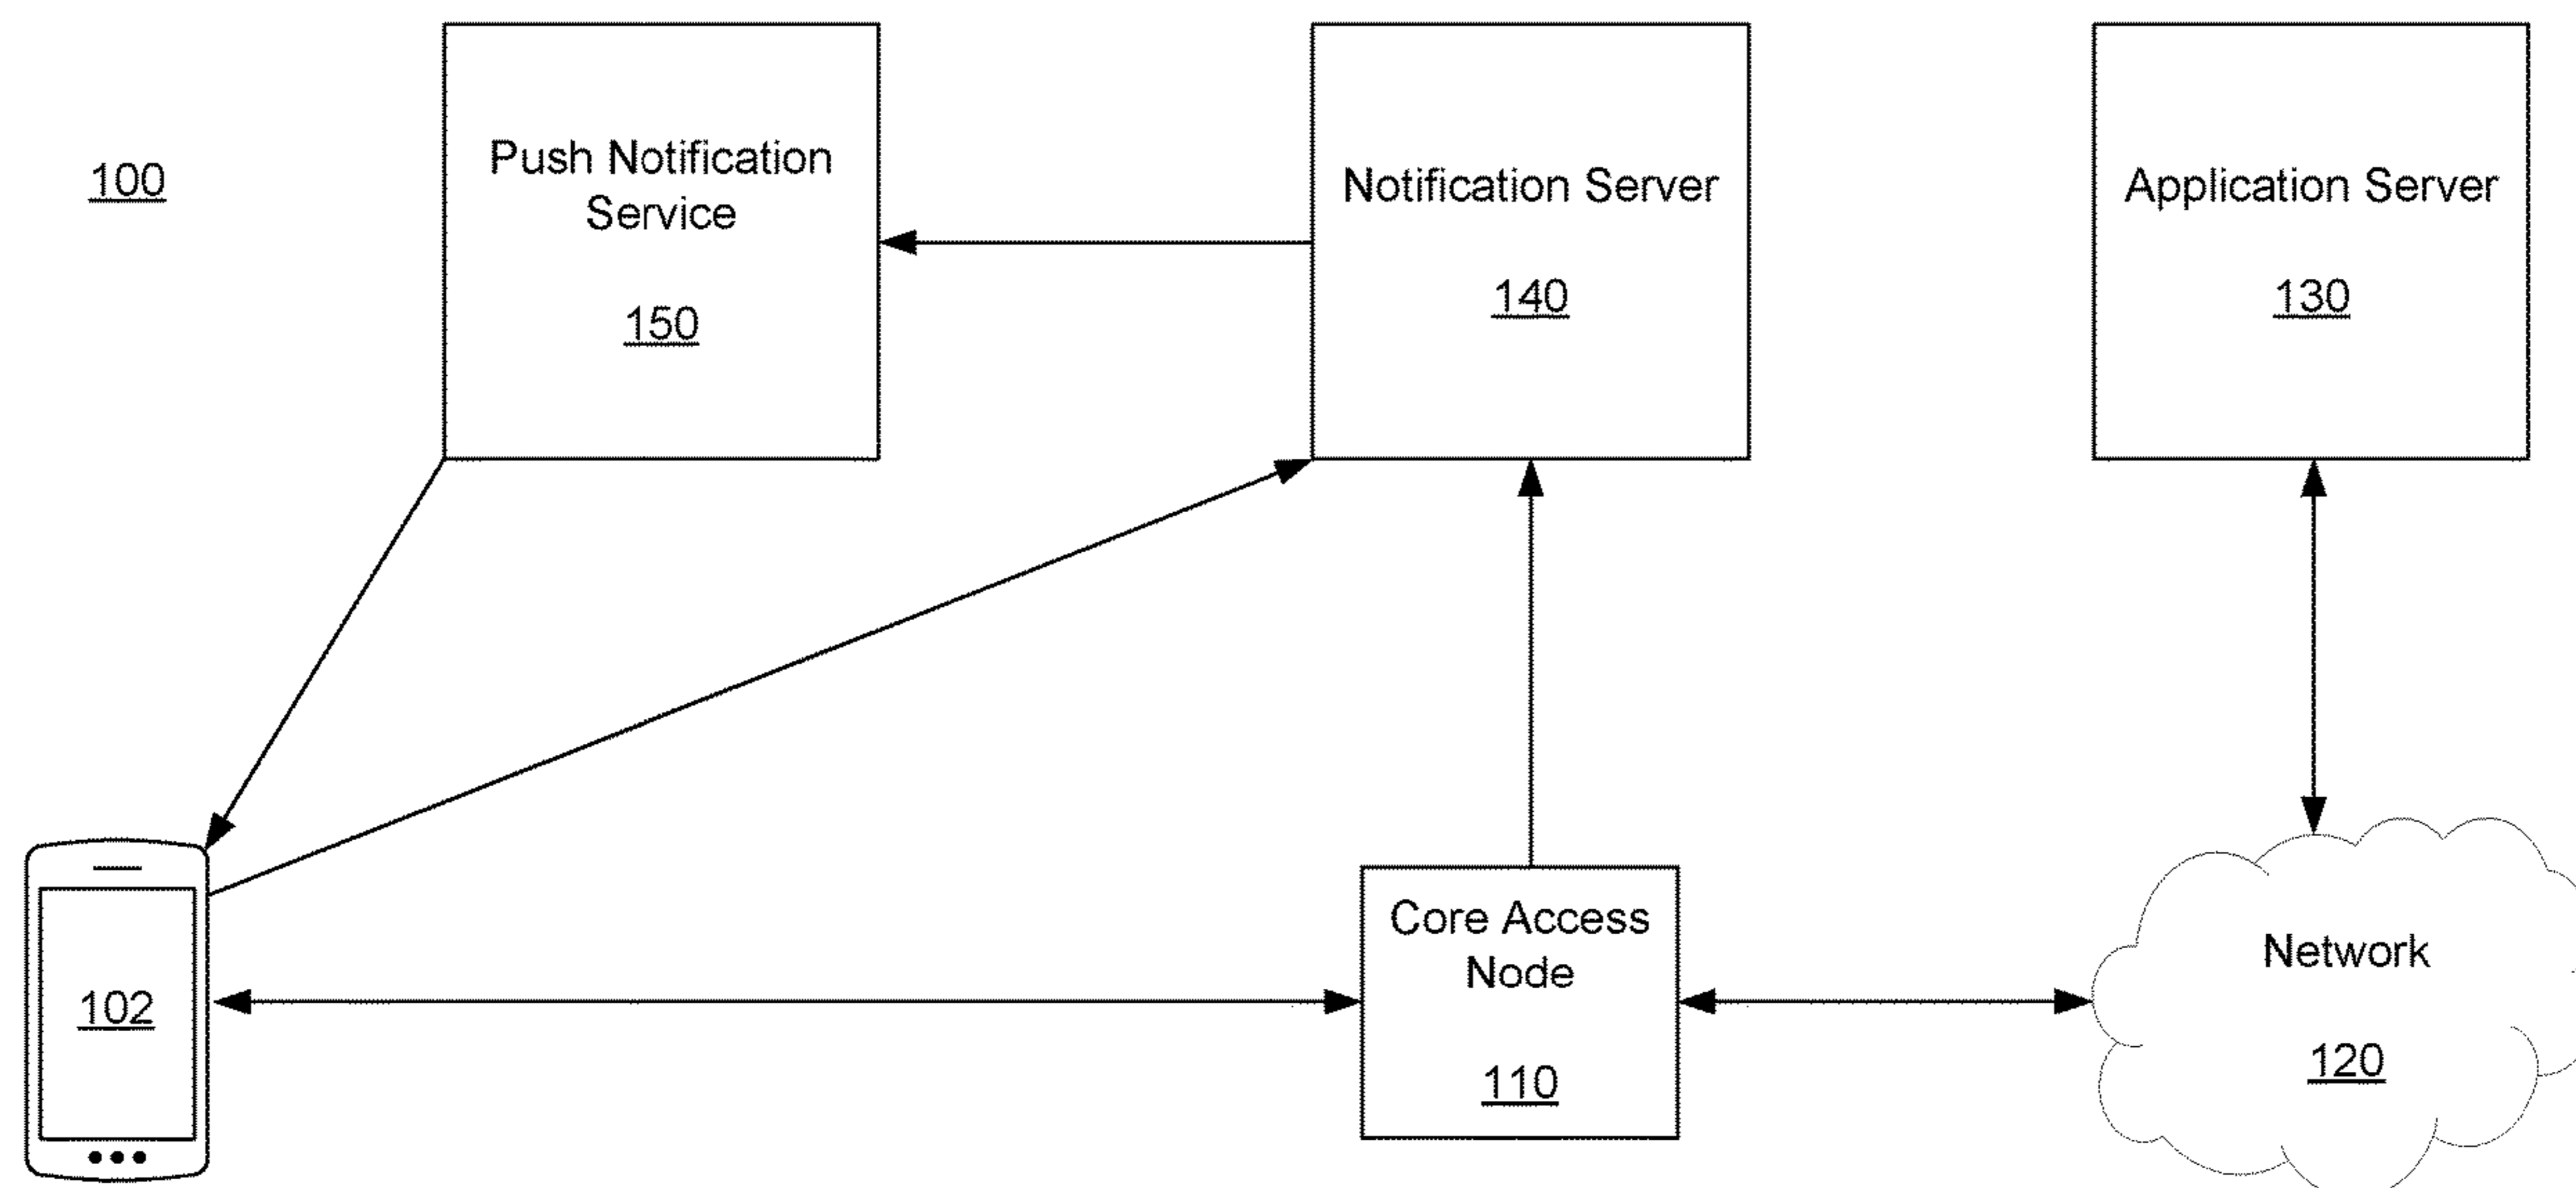 100
Push Notification
Service
150
Notification Server
140
Application Server
130
102
Core Access
Node
110
Network
120